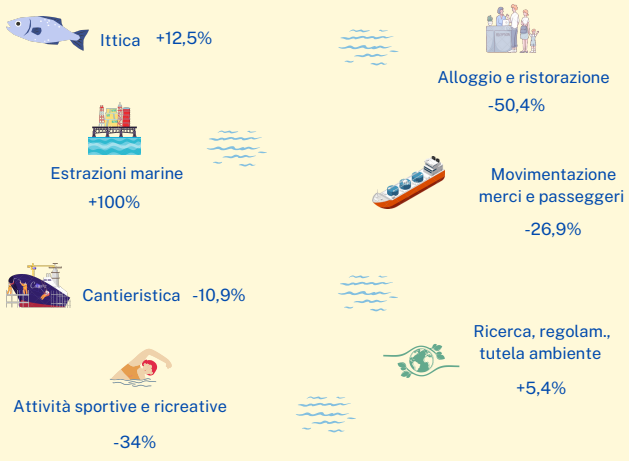 Ittica +12,5%
Alloggio e ristorazione
-50,4%
Estrazioni marine
+100%
Movimentazione
merci e passeggeri
-26,9%
Cantieristica -10,9%
Ricerca, regolam.,
tutela ambiente
+5,4%
Attività sportive e ricreative
-34%